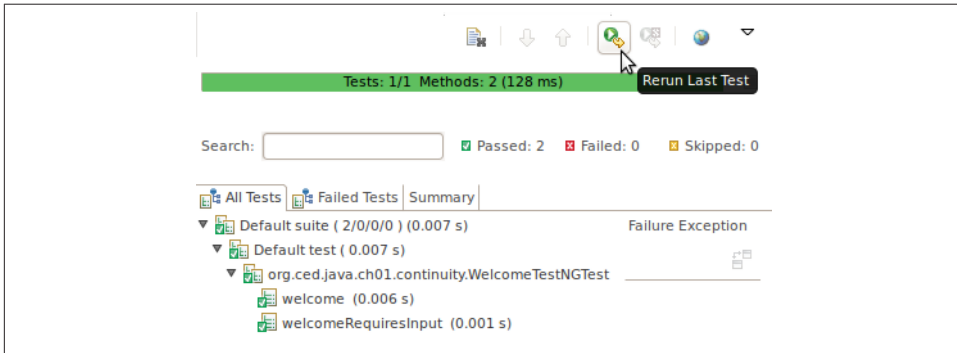 Tests: 1/1 Methods: 2 (128 ms)
Rerun Last Test
Search: Passed: 2 Failed: 0 Skipped: 0
All Tests Failed Tests Summary
Default suite ( 2/0/0/0 ) (0.007 s) Failure Exception
Default test ( 0.007 s)
org.ced.java.ch01.continuity.WelcomeTestNGTest
welcome (0.006 s)
welcomeRequiresInput (0.001 s)